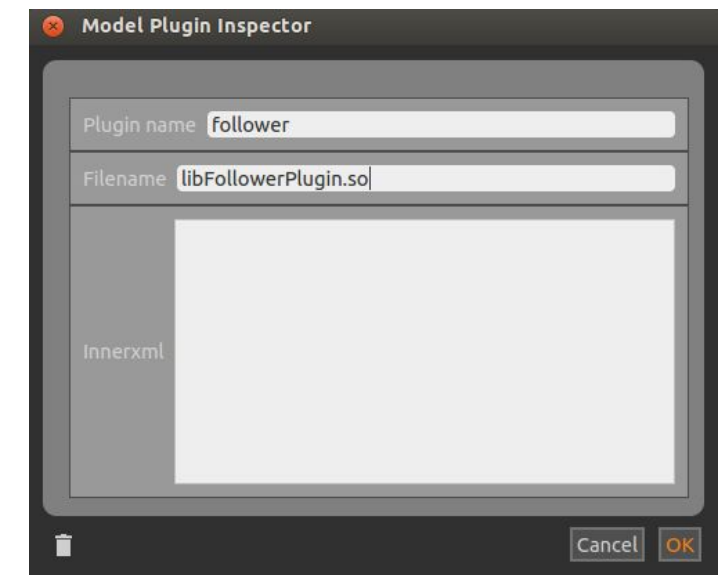 Model Plugin Inspector
Plugin name follower
Filename libFollowerPlugin.so
Innerxml
Cancel OK